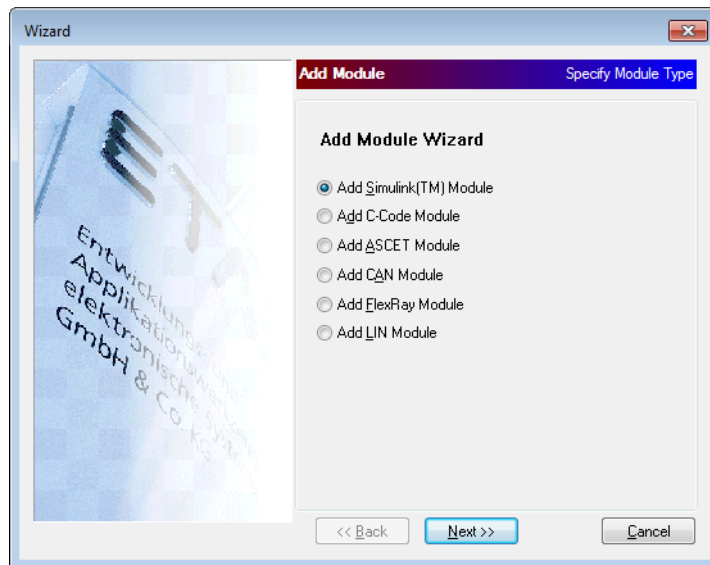 Wizard
Add Module
Specify Module Type
ETA
Entwicklungs- und
Applikationswerkzeuge
elektronische Systeme
GmbH & Co. KG
Add Module Wizard
Add Simulink(TM) Module
Add C-Code Module
Add ASCET Module
Add CAN Module
Add FlexRay Module
Add LIN Module
<< Back
Next >>
Cancel